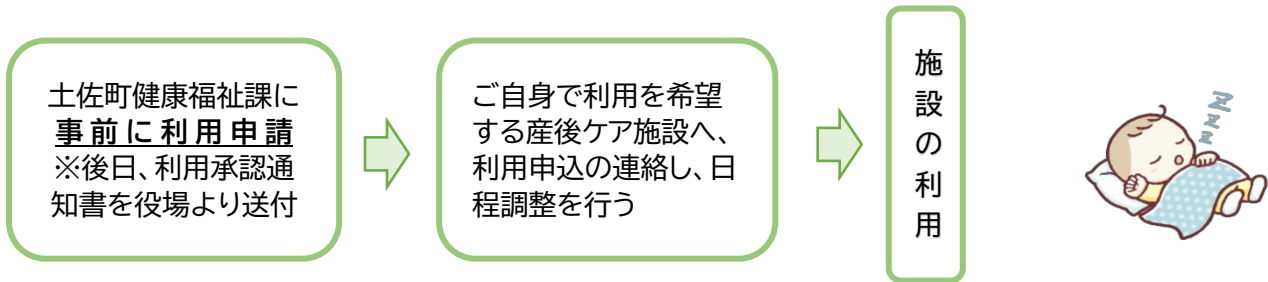 土佐町健康福祉課に
事前に利用申請
※後日、利用承認通
知書を役場より送付
ご自身で利用を希望
する産後ケア施設へ、
利用申込の連絡し、日
程調整を行う
施設の利用
Zzzz